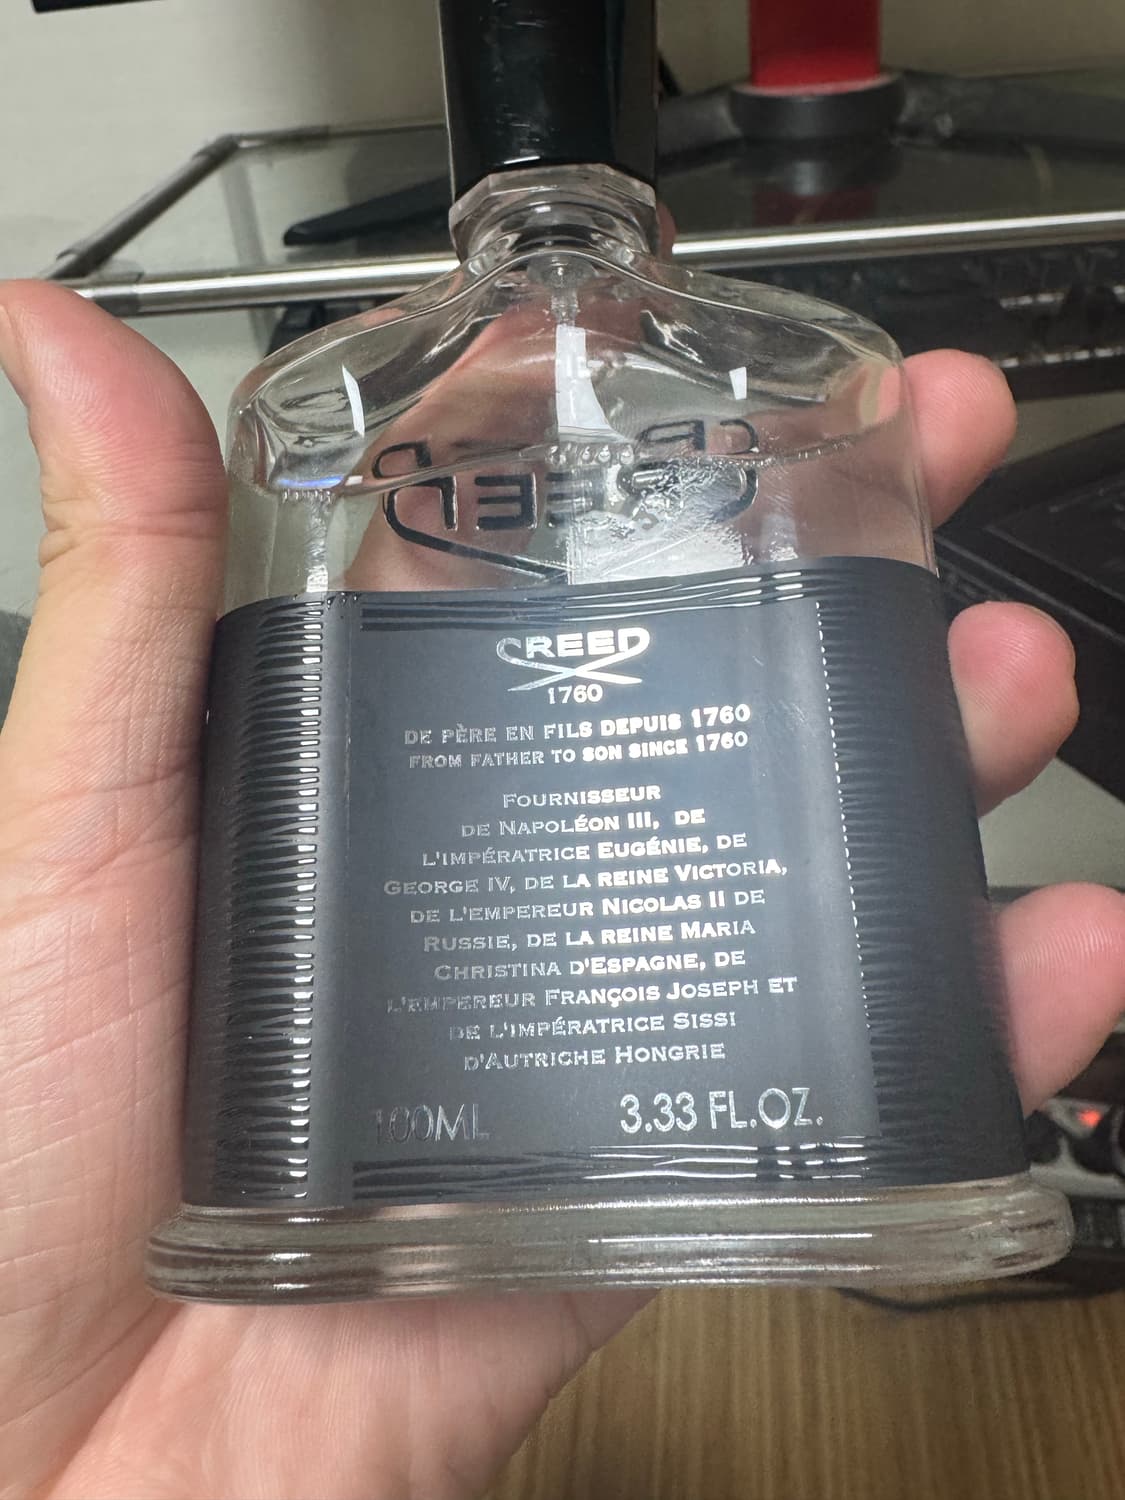 CREED
CREED
1760
DE PÈRE EN FILS DEPUIS 1760
FROM FATHER TO SON SINCE 1760
FOURNISSEUR
DE NAPOLÉON III, DE
L'IMPÉRATRICE EUGÉNIE, DE
GEORGE IV, DE LA REINE VICTORIA,
DE L'EMPEREUR NICOLAS II DE
RUSSIE, DE LA REINE MARIA
CHRISTINA D'ESPAGNE, DE
L'EMPEREUR FRANÇOIS JOSEPH ET
DE L'IMPÉRATRICE SISSI
D'AUTRICHE HONGRIE
100ML 3.33 FL.OZ.